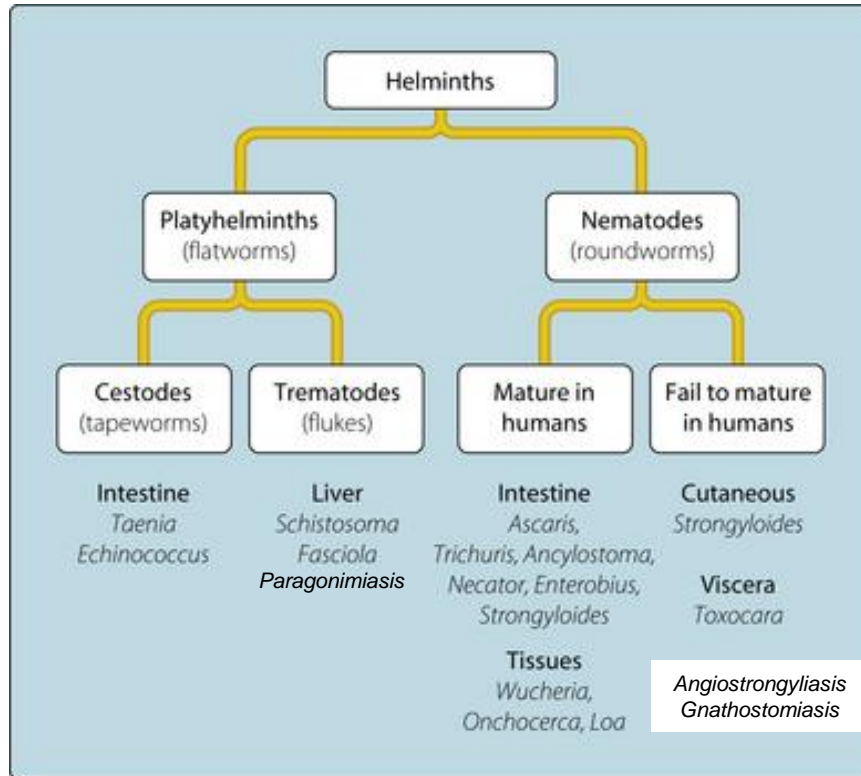 Helminths
Platyhelminths
(flatworms)
Nematodes
(roundworms)
Cestodes
(tapeworms)
Trematodes
(flukes)
Mature in
humans
Fail to mature
in humans
Intestine
Taenia
Echinococcus
Liver
Schistosoma
Fasciola
Paragonimiasis
Intestine
Ascaris,
Trichuris, Ancylostoma,
Necator, Enterobius,
Strongyloides
Tissues
Wucheria,
Onchocerca, Loa
Cutaneous
Strongyloides
Viscera
Toxocara
Angiostrongyliasis
Gnathostomiasis